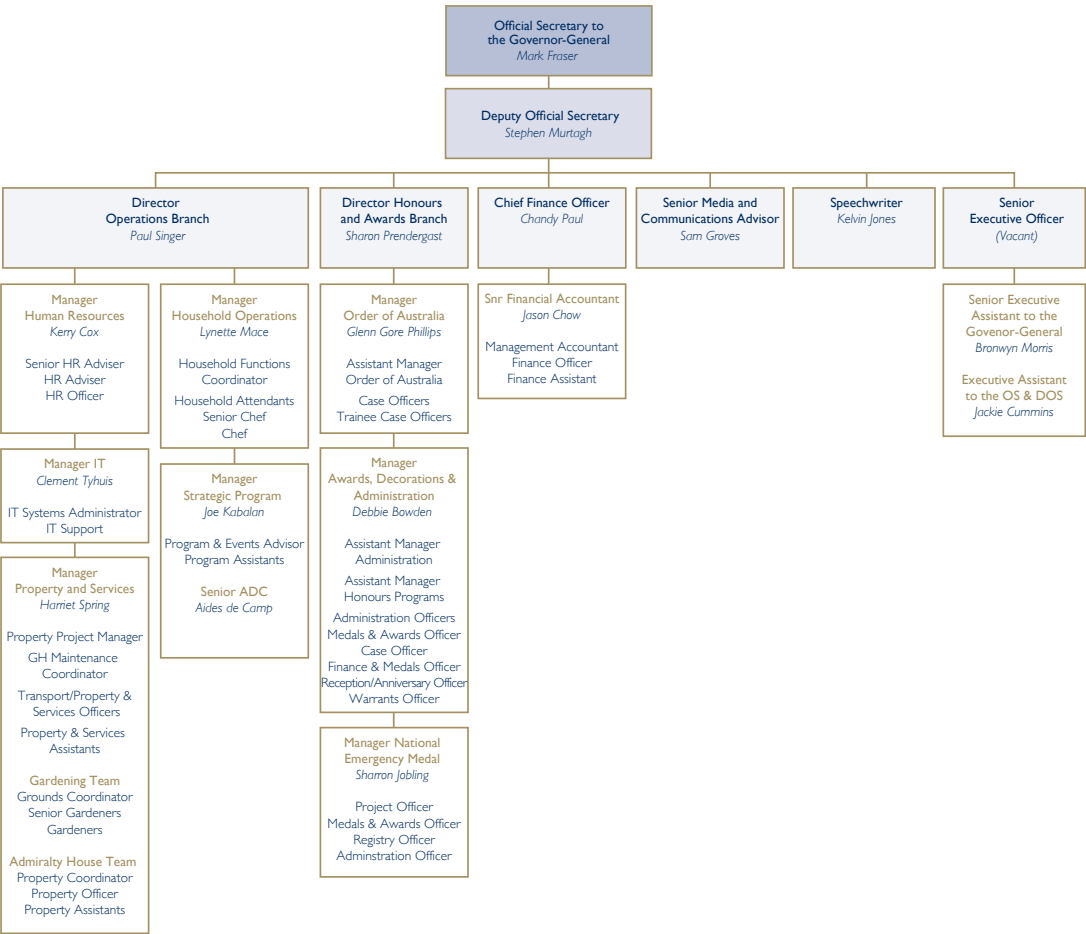 Official Secretary to
the Governor-General
Mark Fraser
Deputy Official Secretary
Stephen Murtagh
Director
Operations Branch
Paul Singer
Director Honours
and Awards Branch
Sharon Prendergast
Chief Finance Officer
Chandy Paul
Senior Media and
Communications Advisor
Sam Groves
Speechwriter
Kelvin Jones
Senior
Executive Officer
(Vacant)
Manager
Human Resources
Kerry Cox
Senior HR Adviser
HR Adviser
HR Officer
Manager IT
Clement Tyhuis
IT Systems Administrator
IT Support
Manager
Property and Services
Harriet Spring
Property Project Manager
GH Maintenance
Coordinator
Transport/Property &
Services Officers
Property & Services
Assistants
Gardening Team
Grounds Coordinator
Senior Gardeners
Gardeners
Admiralty House Team
Property Coordinator
Property Officer
Property Assistants
Manager
Household Operations
Lynette Mace
Household Functions
Coordinator
Household Attendants
Senior Chef
Chef
Manager
Strategic Program
Joe Kabalan
Program & Events Advisor
Program Assistants
Senior ADC
Aides de Camp
Manager
Order of Australia
Glenn Gore Phillips
Assistant Manager
Order of Australia
Case Officers
Trainee Case Officers
Manager
Awards, Decorations &
Administration
Debbie Bowden
Assistant Manager
Administration
Assistant Manager
Honours Programs
Administration Officers
Medals & Awards Officer
Case Officer
Finance & Medals Officer
Reception/Anniversary Officer
Warrants Officer
Manager National
Emergency Medal
Sharron Jobling
Project Officer
Medals & Awards Officer
Registry Officer
Adminstration Officer
Snr Financial Accountant
Jason Chow
Management Accountant
Finance Officer
Finance Assistant
Senior Executive
Assistant to the
Govenor-General
Bronwyn Morris
Executive Assistant
to the OS & DOS
Jackie Cummins